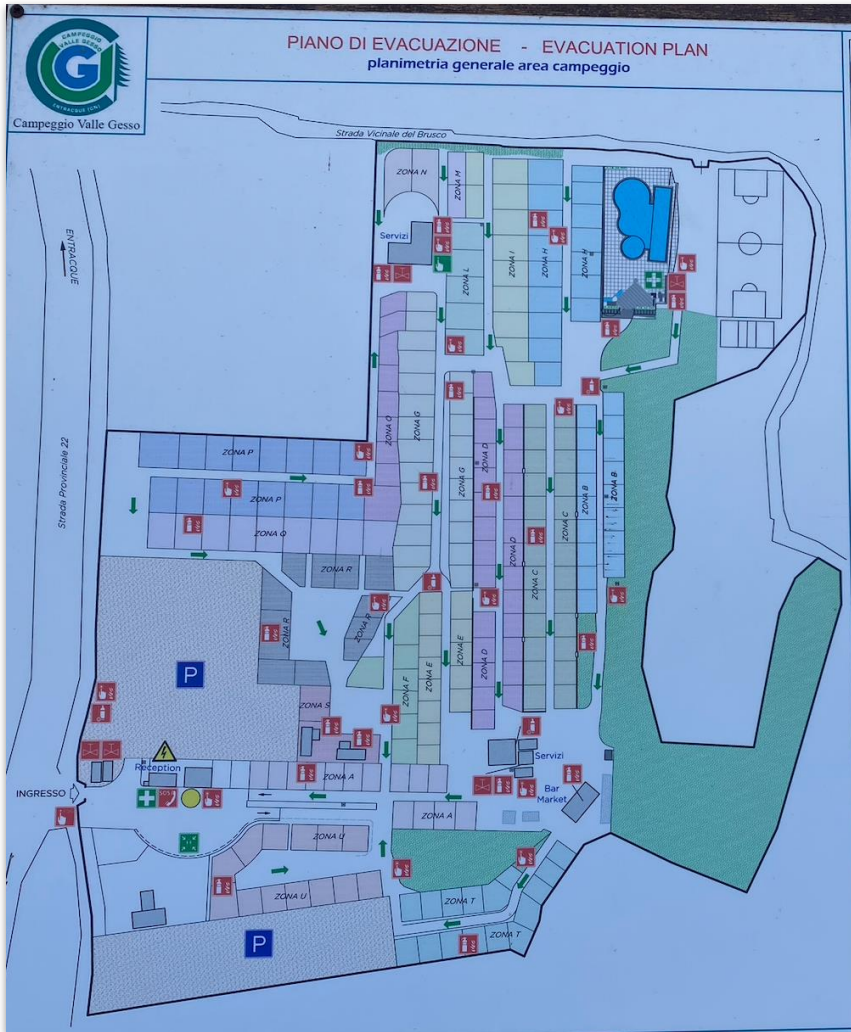 CAMPEGGIO
VALLE GESSO
G
ENTRACQUE (CN)
Campeggio Valle Gesso
PIANO DI EVACUAZIONE - EVACUATION PLAN
planimetria generale area campeggio
Strada Vicinale del Brusco
ENTRACQUE
Strada Provinciale 22
ZONA N
ZONA M
Servizi
ZONA L
ZONA I
ZONA H
ZONA H
ZONA O
ZONA G
ZONA P
ZONA G
ZONA D
ZONA B
ZONA B
ZONA P
ZONA Q
ZONA D
ZONA C
ZONA C
ZONA R
ZONA R
ZONA R
ZONA F
ZONA E
ZONA E
ZONA D
P
ZONA S
Reception
ZONA A
Servizi
INGRESSO
SOS
ZONA A
Bar
Market
ZONA U
ZONA U
ZONA T
P
ZONA T